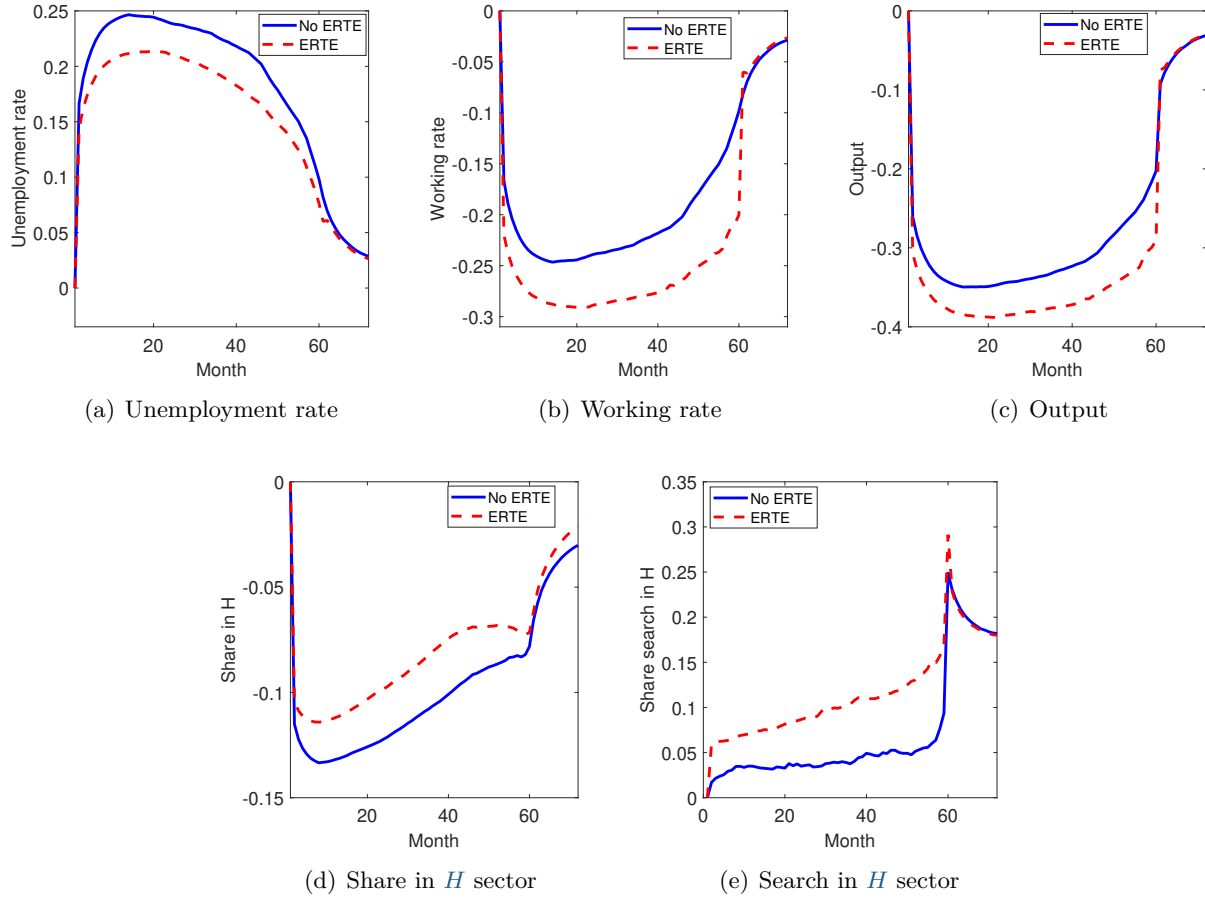 0.25
0.2
0.15
0.1
0.05
0
Unemployment rate
20
40
60
Month
No ERTE
ERTE
(a) Unemployment rate
0
-0.05
-0.1
-0.15
-0.2
-0.25
-0.3
Working rate
20
40
60
Month
No ERTE
ERTE
(b) Working rate
0
-0.1
-0.2
-0.3
-0.4
Output
20
40
60
Month
No ERTE
ERTE
(c) Output
0
-0.05
-0.1
-0.15
Share in H
20
40
60
Month
No ERTE
ERTE
(d) Share in H sector
0.35
0.3
0.25
0.2
0.15
0.1
0.05
0
Share search in H
0
20
40
60
Month
No ERTE
ERTE
(e) Search in H sector